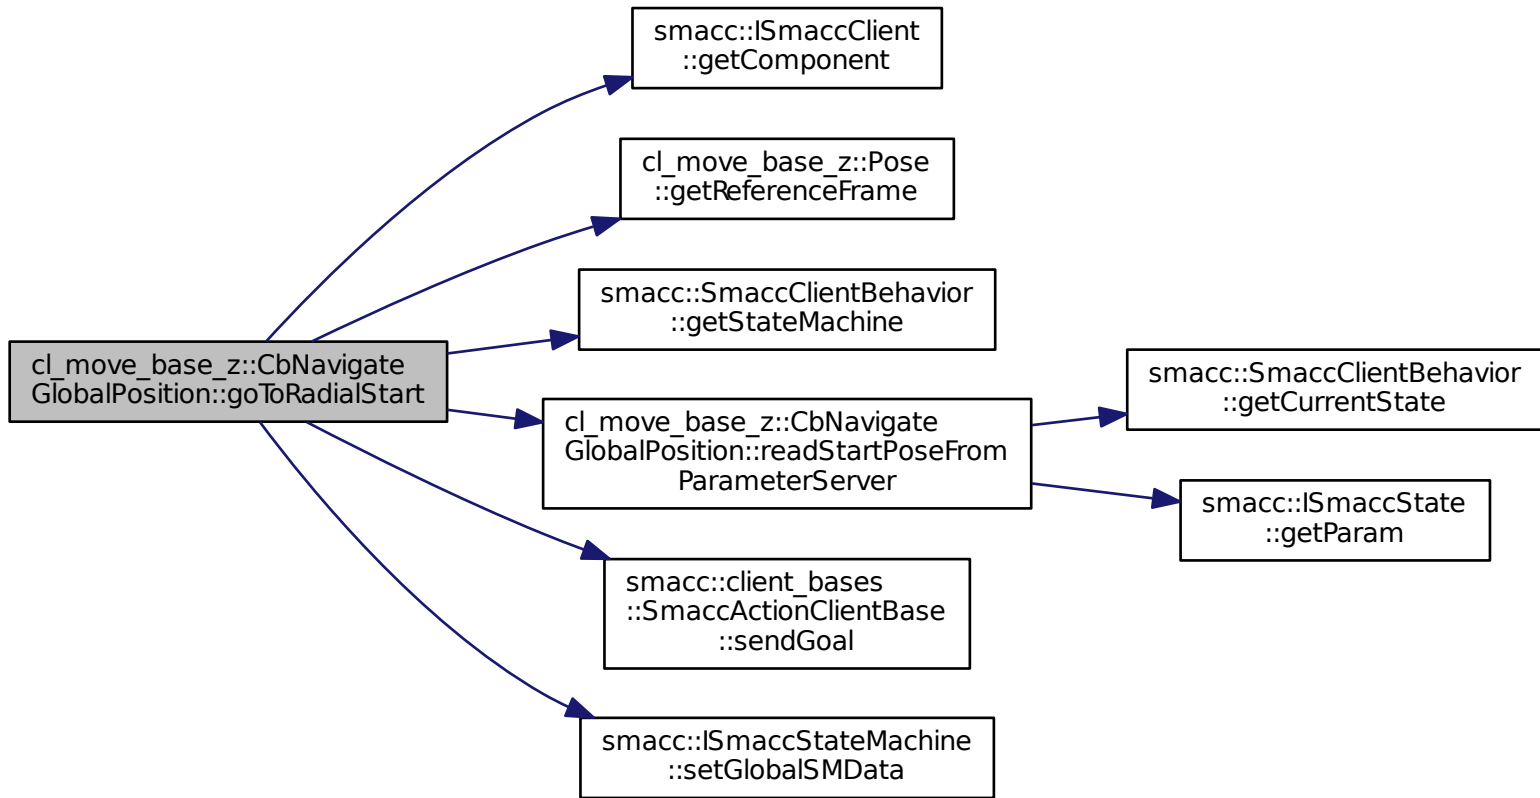 smacc::ISmaccClient
::getComponent
cl_move_base_z::Pose
::getReferenceFrame
smacc::SmaccClientBehavior
::getStateMachine
cl_move_base_z::CbNavigate
GlobalPosition::goToRadialStart
cl_move_base_z::CbNavigate
GlobalPosition::readStartPoseFrom
ParameterServer
smacc::SmaccClientBehavior
::getCurrentState
smacc::ISmaccState
::getParam
smacc::client_bases
::SmaccActionClientBase
::sendGoal
smacc::ISmaccStateMachine
::setGlobalSMData